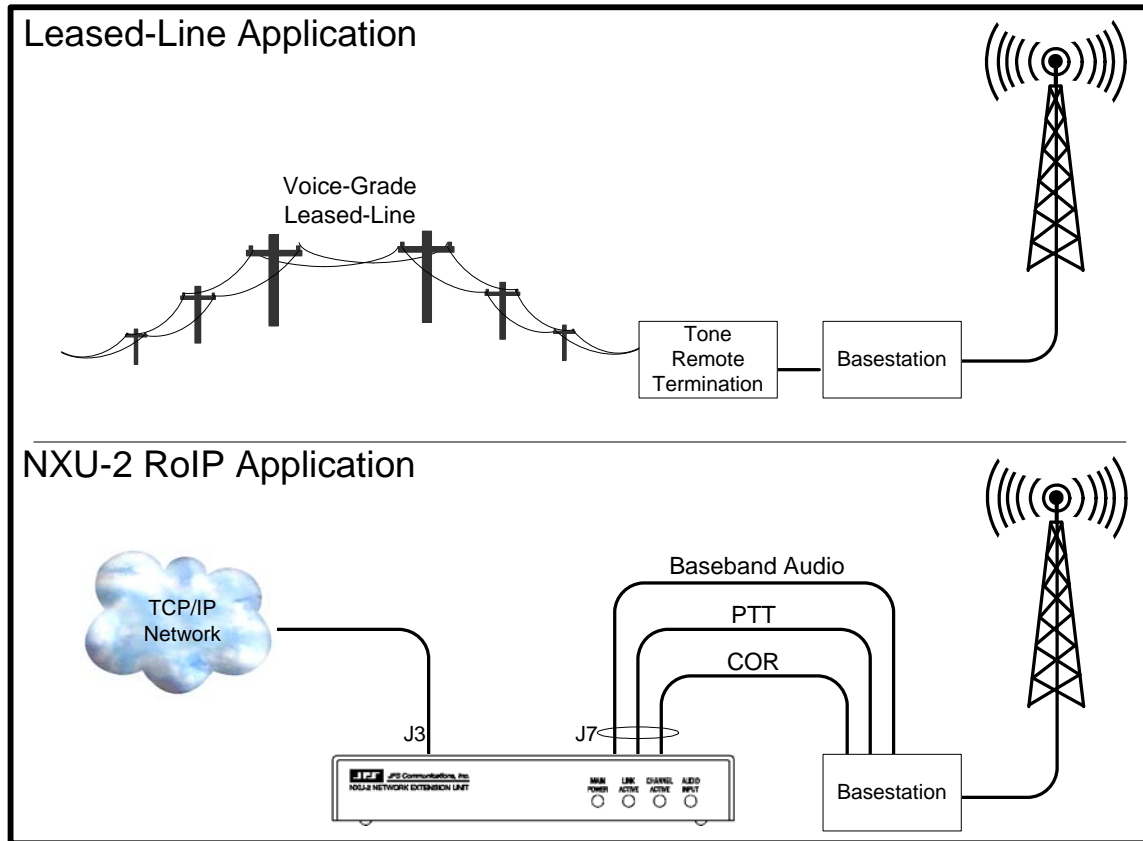 Leased-Line Application
Voice-Grade
Leased-Line
Tone
Remote
Termination
Basestation
NXU-2 RoIP Application
TCP/IP
Network
Baseband Audio
PTT
COR
J3
J7
JPS JPS Communications, Inc.
NXU-2 NETWORK EXTENSION UNIT
MAIN POWER
LINK ACTIVE
CHANNEL ACTIVE
AUDIO INPUT
Basestation